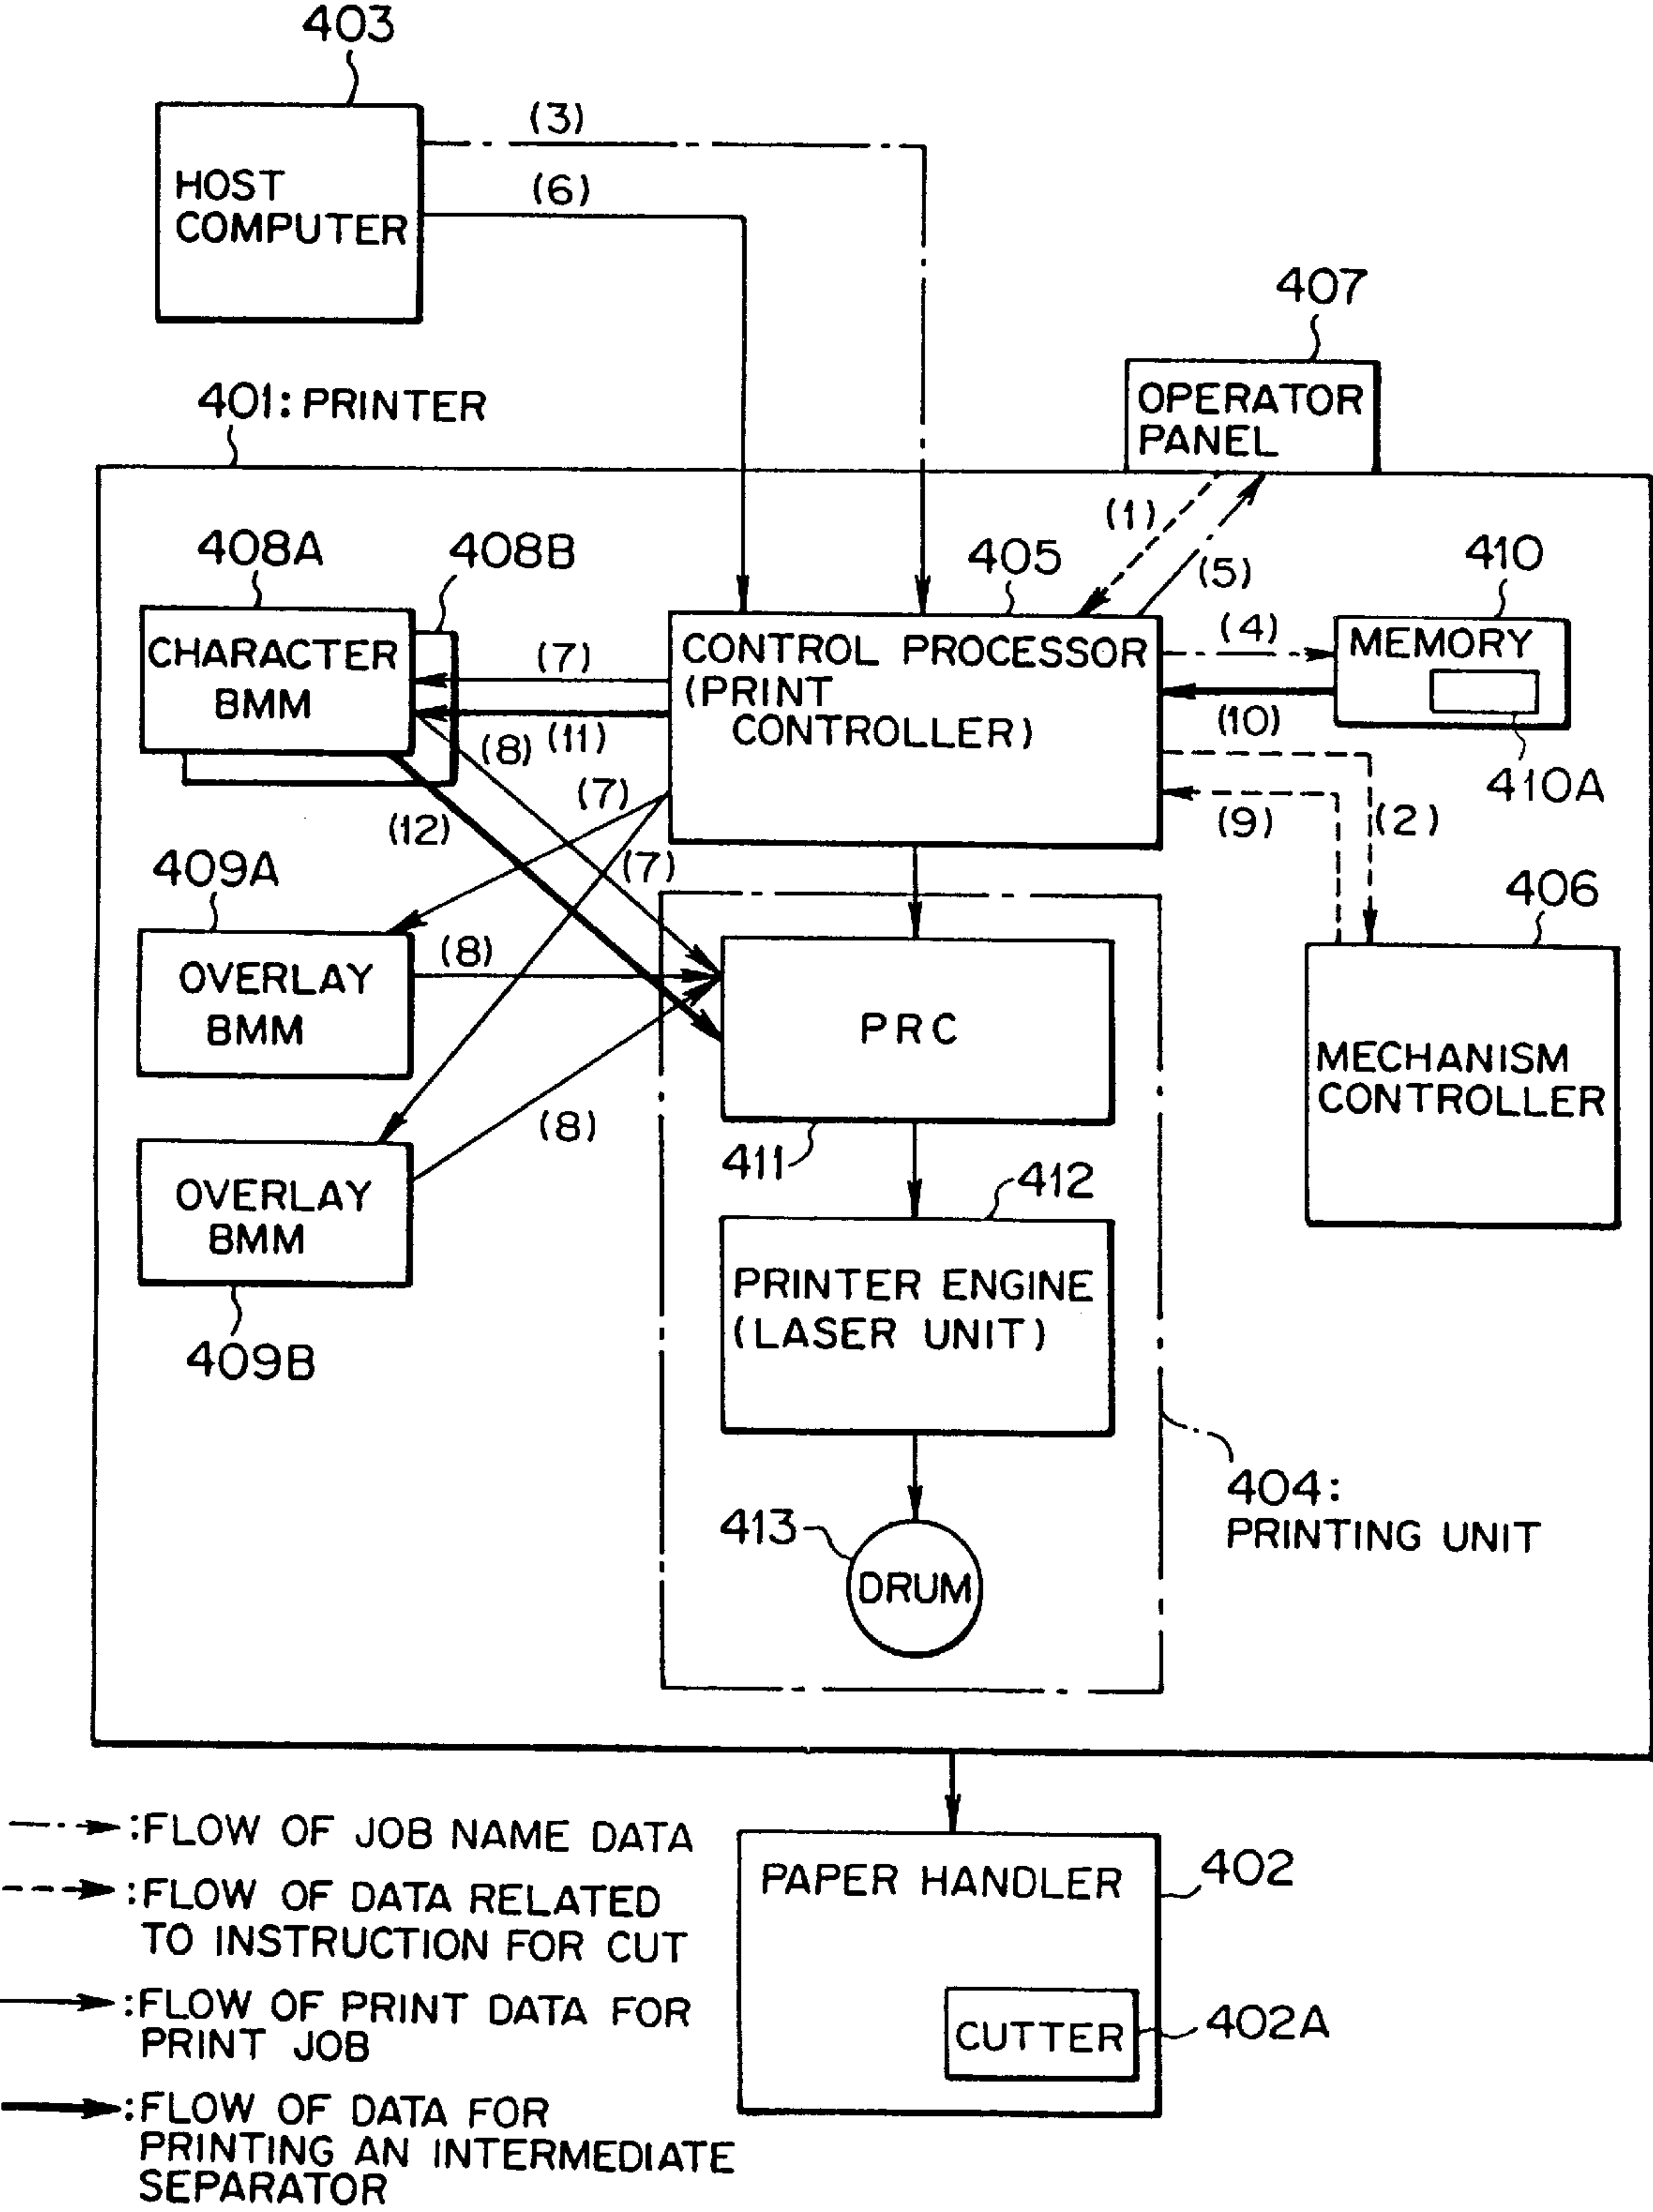 403
(3)
HOST
COMPUTER
(6)
407
OPERATOR
PANEL
401: PRINTER
(1)
(5)
408A
408B
405
410
CHARACTER
BMM
(7)
CONTROL PROCESSOR
(PRINT
CONTROLLER)
(4)
MEMORY
(10)
410A
(8)
(11)
(7)
(12)
(7)
(9)
(2)
409A
406
OVERLAY
BMM
(8)
PRC
MECHANISM
CONTROLLER
(8)
411
412
OVERLAY
BMM
PRINTER ENGINE
(LASER UNIT)
409B
404:
PRINTING UNIT
413
DRUM
:FLOW OF JOB NAME DATA
:FLOW OF DATA RELATED
TO INSTRUCTION FOR CUT
:FLOW OF PRINT DATA FOR
PRINT JOB
:FLOW OF DATA FOR
PRINTING AN INTERMEDIATE
SEPARATOR
PAPER HANDLER
402
CUTTER
402A